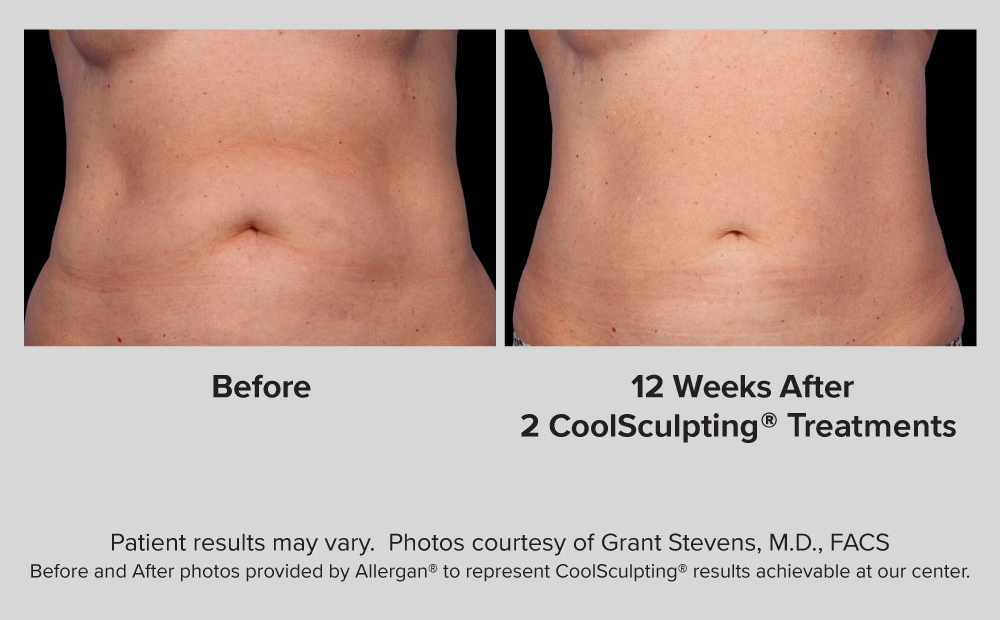 Before
12 Weeks After
2 CoolSculpting® Treatments
Patient results may vary.  Photos courtesy of Grant Stevens, M.D., FACS
Before and After photos provided by Allergan® to represent CoolSculpting® results achievable at our center.